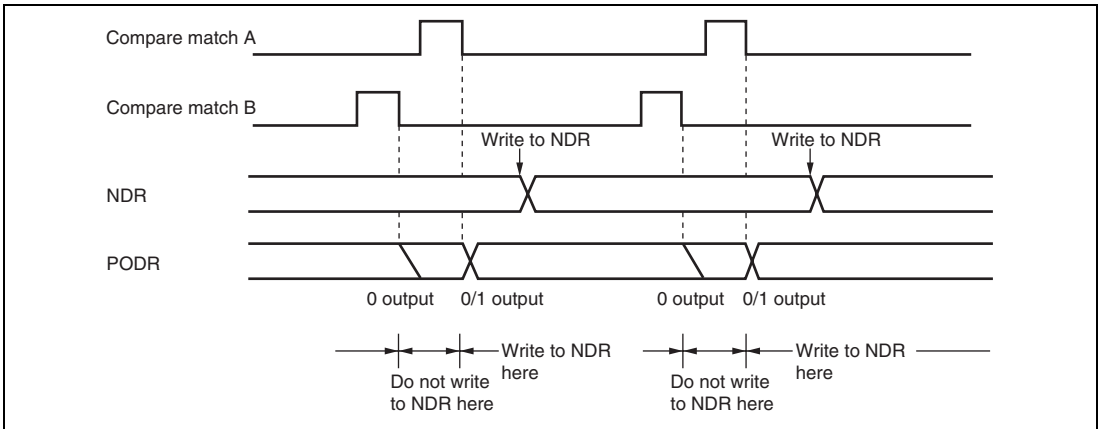 Compare match A
Compare match B
Write to NDR
Write to NDR
NDR
PODR
0 output
0/1 output
0 output
0/1 output
Write to NDR
here
Do not write
to NDR here
Write to NDR
here
Do not write
to NDR here